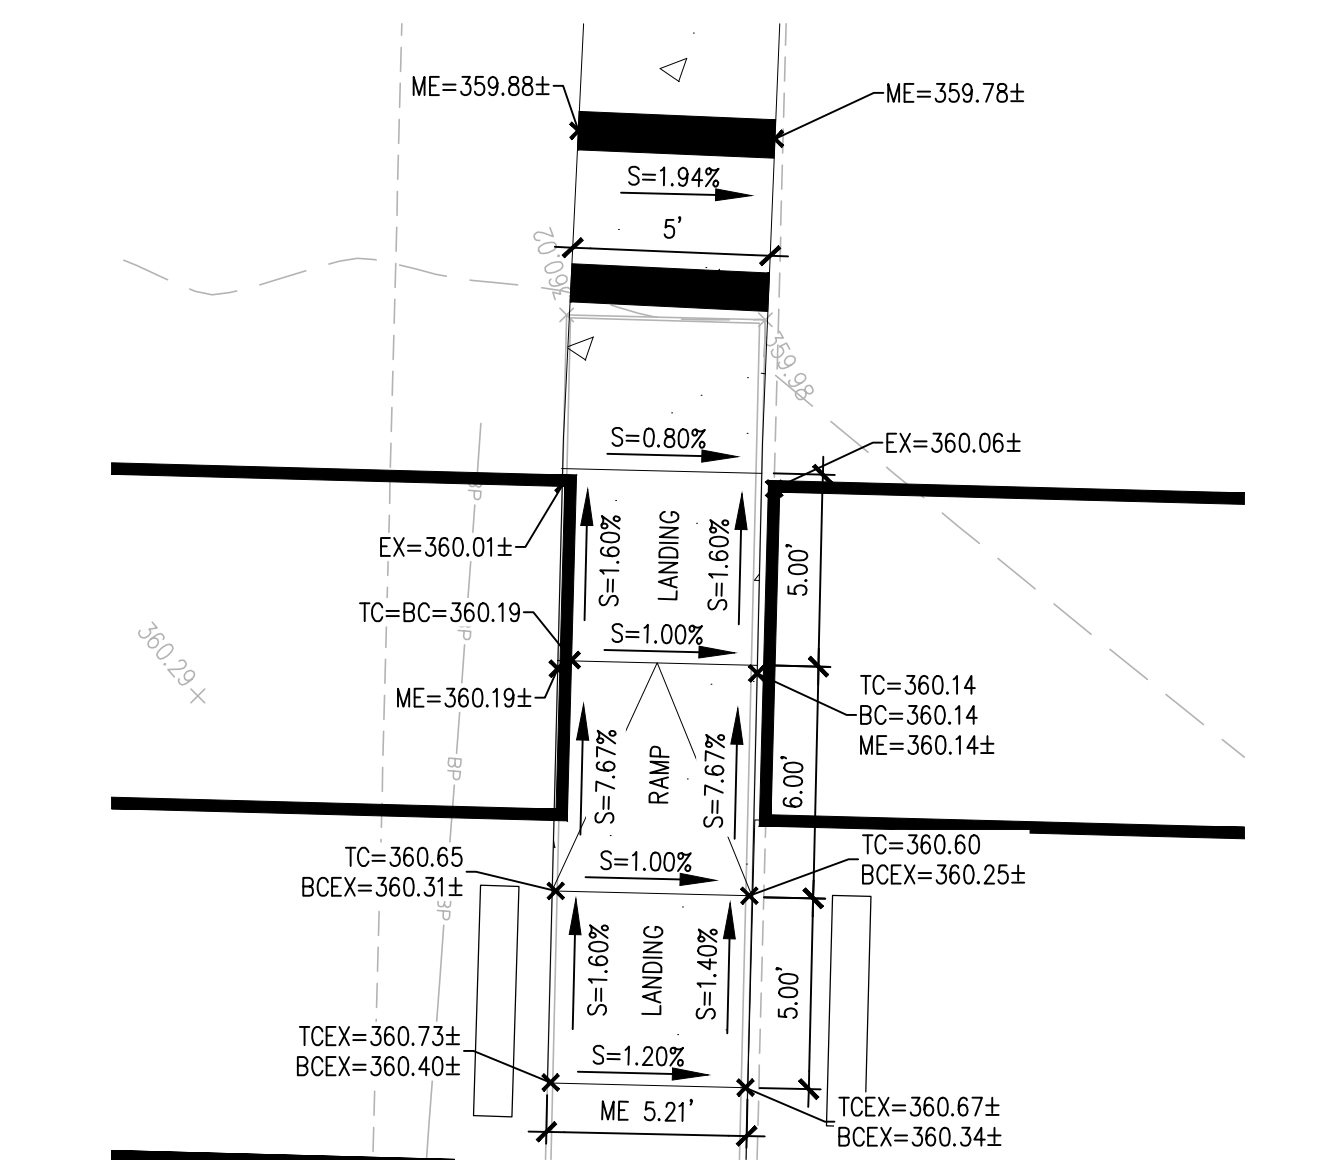 ME=359.88±
ME=359.78±
S=1.94%
5'
360.02
359.98
S=0.80%
EX=360.06±
BP
EX=360.01±
S=1.60%
LANDING
S=1.60%
5.00'
TC=BC=360.19
BP
S=1.00%
360.29
ME=360.19±
TC=360.14
BC=360.14
ME=360.14±
S=7.67%
RAMP
S=7.67%
6.00'
BP
TC=360.65
BCEX=360.31±
S=1.00%
TC=360.60
BCEX=360.25±
BP
S=1.60%
LANDING
S=1.40%
5.00'
TCEX=360.73±
BCEX=360.40±
S=1.20%
ME 5.21'
TCEX=360.67±
BCEX=360.34±